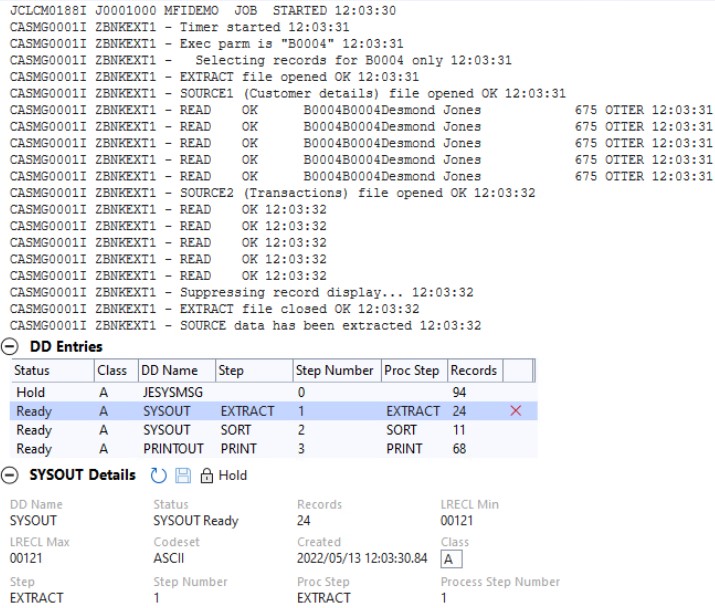 JCLCM0188I J0001000 MFIDEMO  JOB  STARTED 12:03:30
CASMG0001I ZBNKEXT1 - Timer started 12:03:31
CASMG0001I ZBNKEXT1 - Exec parm is "B0004" 12:03:31
CASMG0001I ZBNKEXT1 -   Selecting records for B0004 only 12:03:31
CASMG0001I ZBNKEXT1 - EXTRACT file opened OK 12:03:31
CASMG0001I ZBNKEXT1 - SOURCE1 (Customer details) file opened OK 12:03:31
CASMG0001I ZBNKEXT1 - READ    OK      B0004B0004Desmond Jones            675 OTTER 12:03:31
CASMG0001I ZBNKEXT1 - READ    OK      B0004B0004Desmond Jones            675 OTTER 12:03:31
CASMG0001I ZBNKEXT1 - READ    OK      B0004B0004Desmond Jones            675 OTTER 12:03:31
CASMG0001I ZBNKEXT1 - READ    OK      B0004B0004Desmond Jones            675 OTTER 12:03:31
CASMG0001I ZBNKEXT1 - READ    OK      B0004B0004Desmond Jones            675 OTTER 12:03:31
CASMG0001I ZBNKEXT1 - SOURCE2 (Transactions) file opened OK 12:03:32
CASMG0001I ZBNKEXT1 - READ    OK 12:03:32
CASMG0001I ZBNKEXT1 - READ    OK 12:03:32
CASMG0001I ZBNKEXT1 - READ    OK 12:03:32
CASMG0001I ZBNKEXT1 - READ    OK 12:03:32
CASMG0001I ZBNKEXT1 - READ    OK 12:03:32
CASMG0001I ZBNKEXT1 - Suppressing record display... 12:03:32
CASMG0001I ZBNKEXT1 - EXTRACT file closed OK 12:03:32
CASMG0001I ZBNKEXT1 - SOURCE data has been extracted 12:03:32
DD Entries
Status Class DD Name Step Step Number Proc Step Records
Hold A JESYSMSG 0 94
Ready A SYSOUT EXTRACT 1 EXTRACT 24
Ready A SYSOUT SORT 2 SORT 11
Ready A PRINTOUT PRINT 3 PRINT 68
SYSOUT Details Hold
DD Name Status Records LRECL Min
SYSOUT SYSOUT Ready 24 00121
LRECL Max Codeset Created Class
00121 ASCII 2022/05/13 12:03:30.84 A
Step Step Number Proc Step Process Step Number
EXTRACT 1 EXTRACT 1